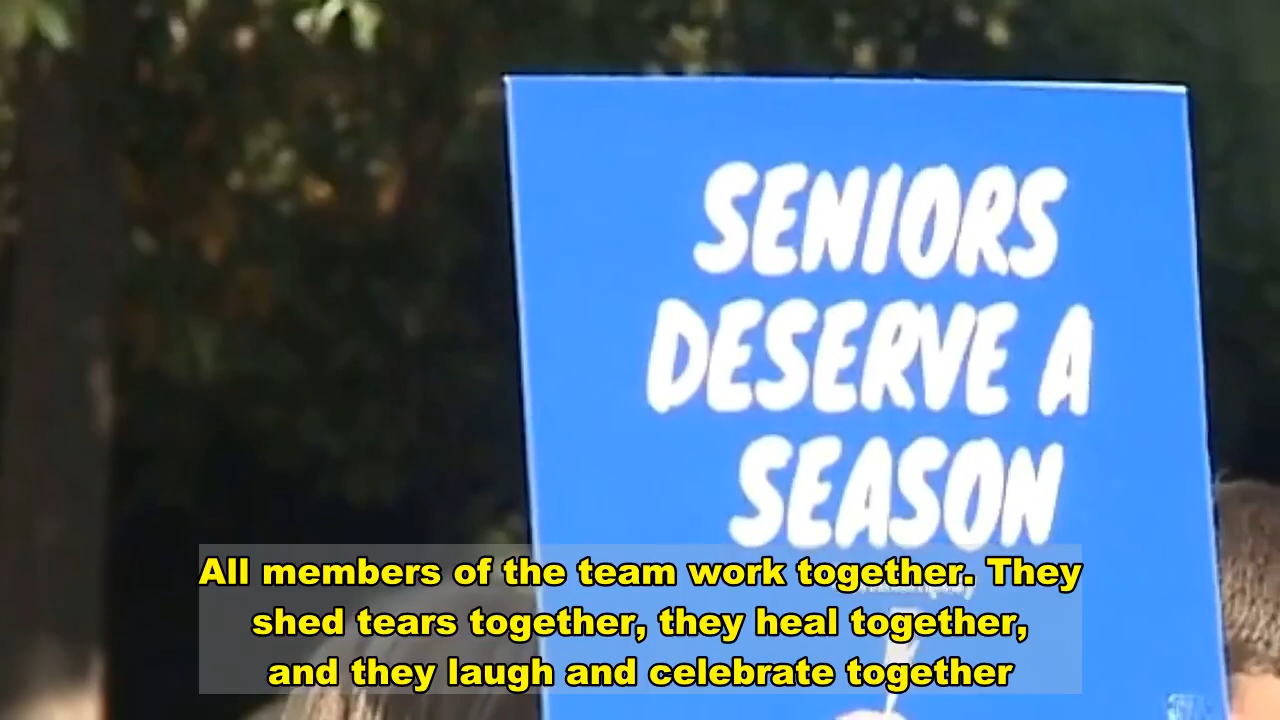 SENIORS
DESERVE A
SEASON
All members of the team work together. They
shed tears together, they heal together,
and they laugh and celebrate together